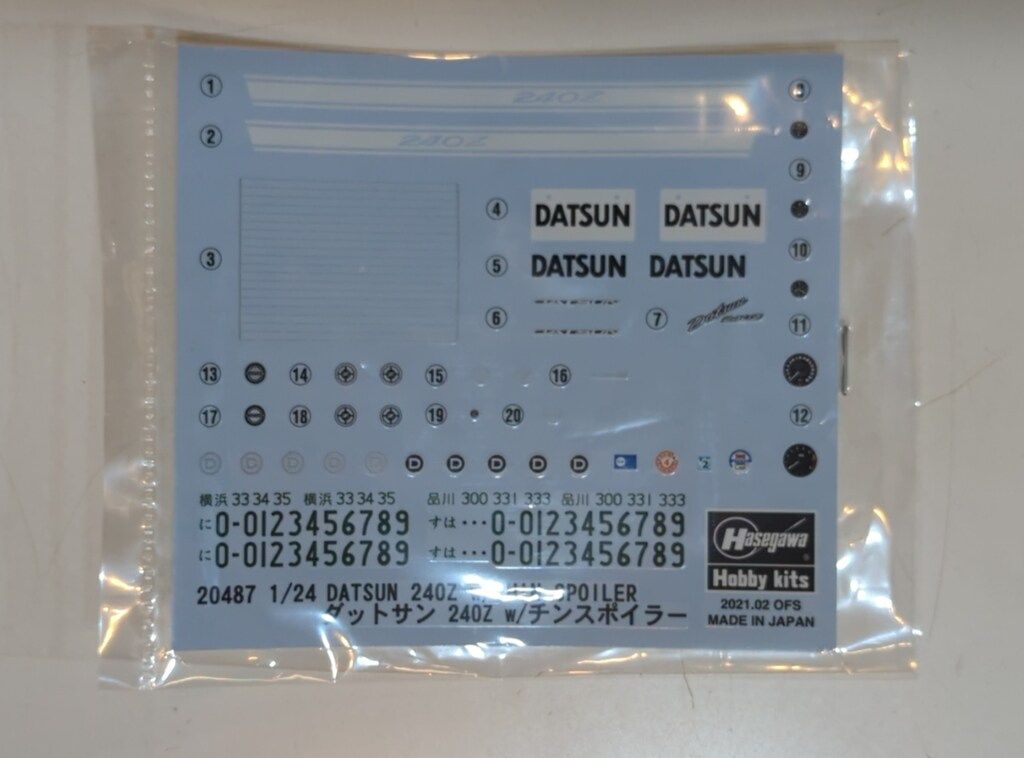 ① 240Z
② 240Z
③
④ DATSUN DATSUN
⑤ DATSUN DATSUN
⑥ ⑦ Datsun
⑨
⑩
⑪
⑫
⑬ ⑭ ⑮ ⑯
⑰ ⑱ ⑲ ⑳
D D D D D D D D D D
横浜 33 34 35 横浜 33 34 35 品川 300 331 333 品川 300 331 333
に 0-0123456789 すは・・・0-0123456789
に 0-0123456789 すは・・・0-0123456789
Hasegawa
Hobby kits
20487 1/24 DATSUN 240Z SPOILER
ダットサン 240Z w/チンスポイラー
2021.02 OFS
MADE IN JAPAN